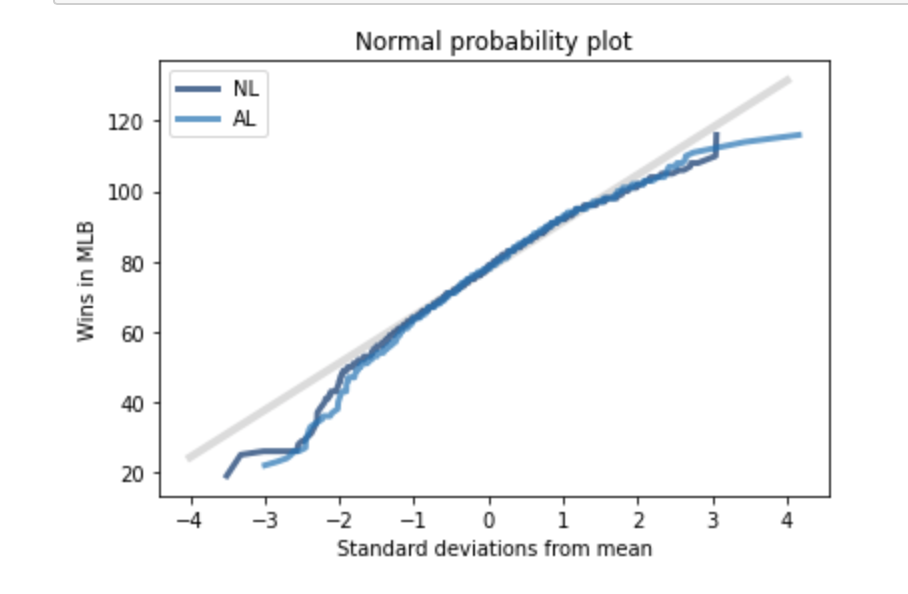 Normal probability plot
NL
AL
120
100
80
60
40
20
Wins in MLB
−4 −3 −2 −1 0 1 2 3 4
Standard deviations from mean